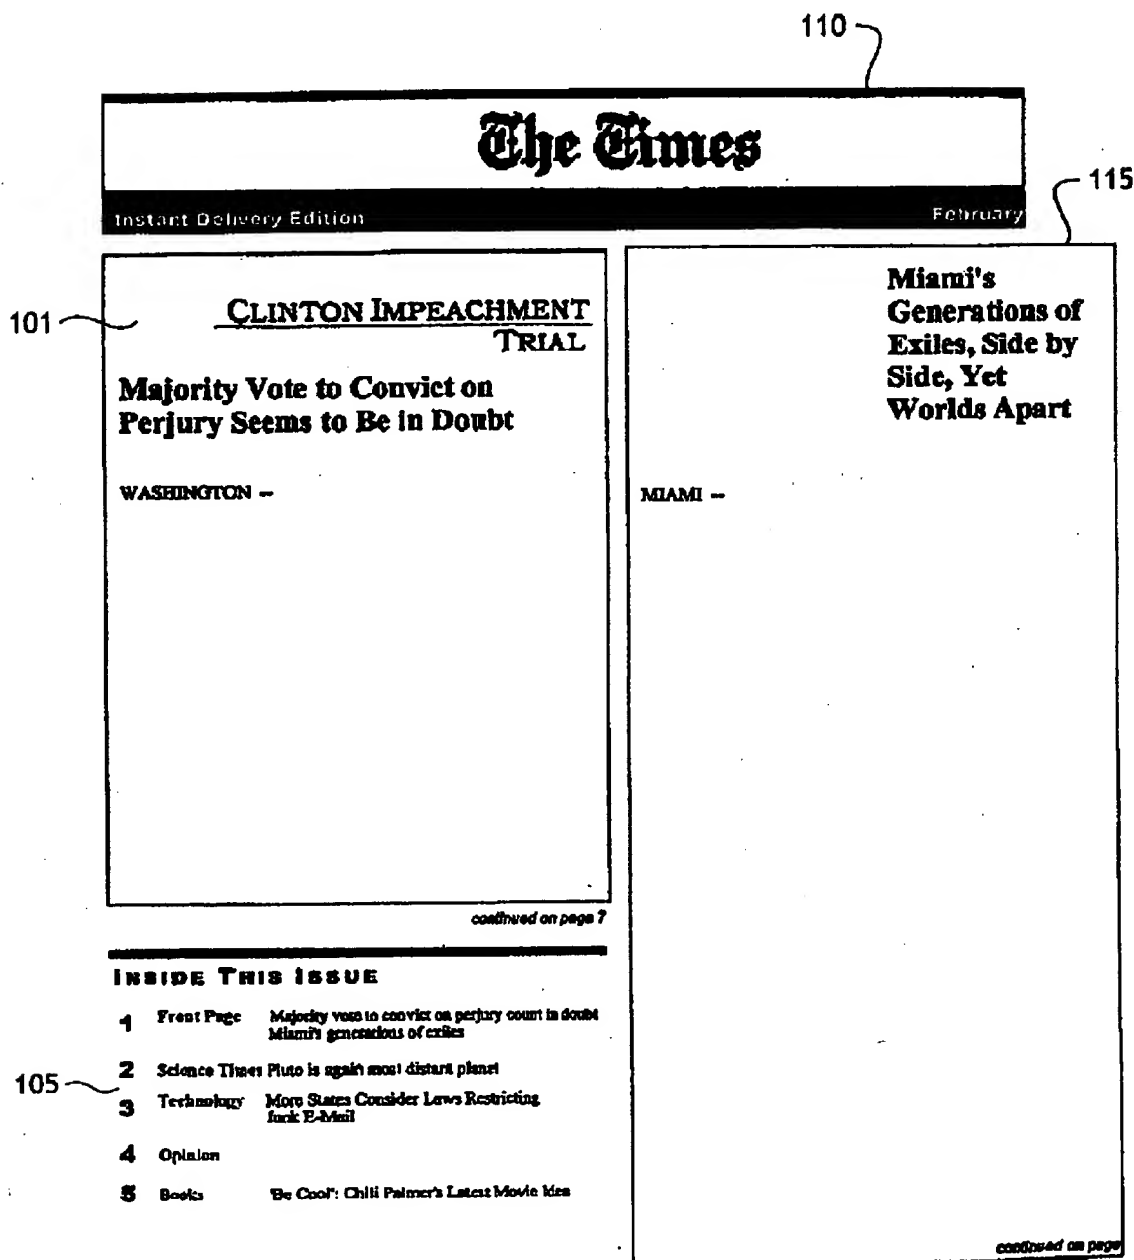 110
The Times
115
Instant Delivery Edition
February
101
CLINTON IMPEACHMENT
TRIAL
Majority Vote to Convict on
Perjury Seems to Be in Doubt
WASHINGTON --
continued on page 7
Miami's
Generations of
Exiles, Side by
Side, Yet
Worlds Apart
MIAMI --
continued on page
INSIDE THIS ISSUE
105
1 Front Page Majority vote to convict on perjury count in doubt
Miami's generations of exiles
2 Science Times Pluto is again most distant planet
3 Technology More States Consider Laws Restricting
Junk E-Mail
4 Opinion
5 Books 'Be Cool': Chili Palmer's Latest Movie Idea